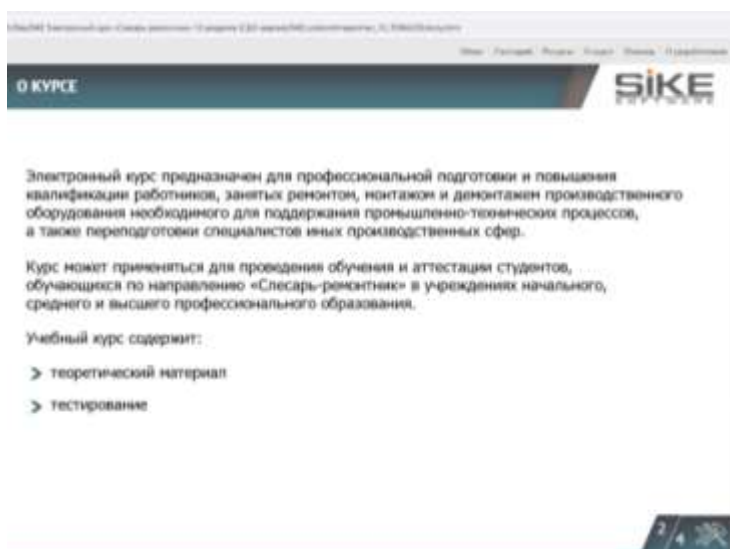 О КУРСЕ
SiKE
SOFTWARE
Электронный курс предназначен для профессиональной подготовки и повышения
квалификации работников, занятых ремонтом, монтажом и демонтажем производственного
оборудования необходимого для поддержания промышленно-технических процессов,
а также переподготовки специалистов иных производственных сфер.
Курс может применяться для проведения обучения и аттестации студентов,
обучающихся по направлению «Слесарь-ремонтник» в учреждениях начального,
среднего и высшего профессионального образования.
Учебный курс содержит:
теоретический материал
тестирование
2/4